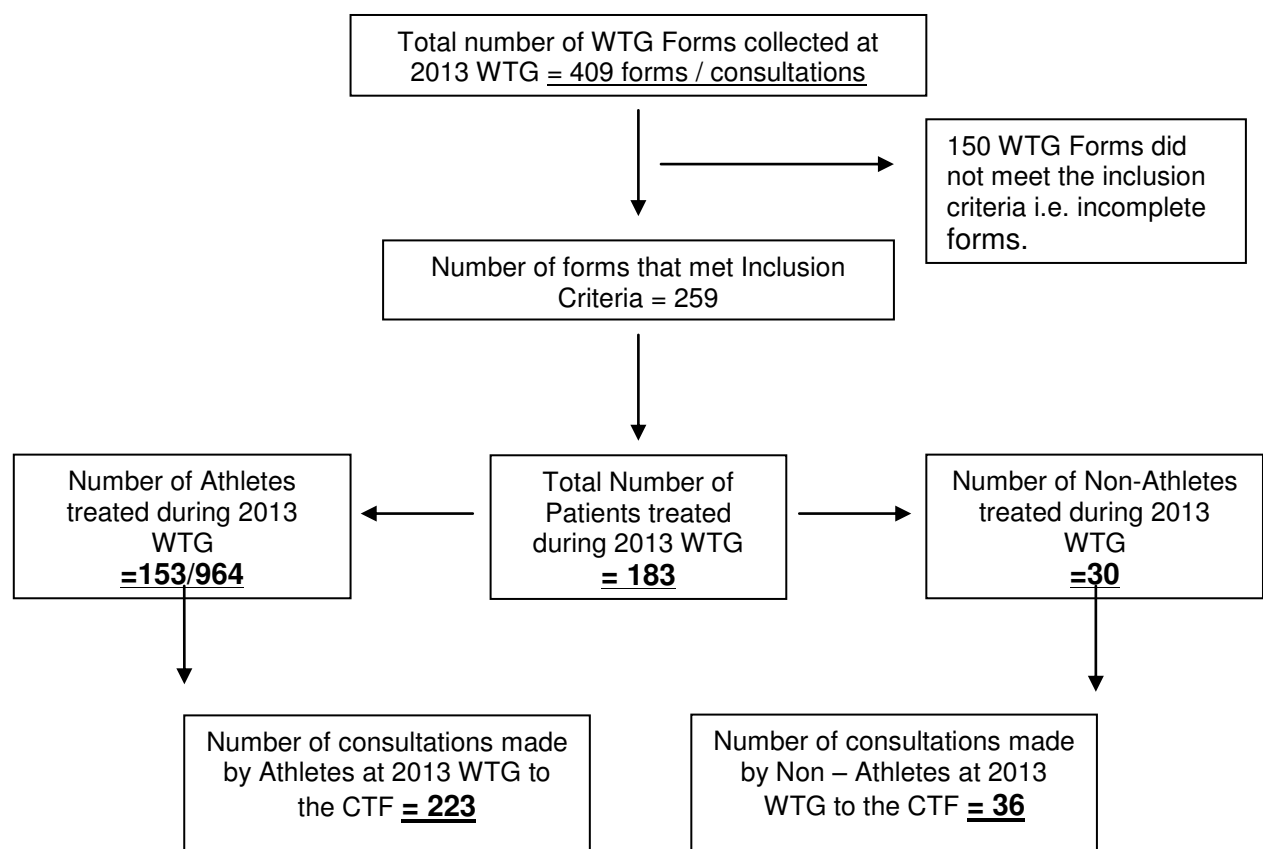 Total number of WTG Forms collected at
2013 WTG = 409 forms / consultations
150 WTG Forms did
not meet the inclusion
criteria i.e. incomplete
forms.
Number of forms that met Inclusion
Criteria = 259
Number of Athletes
treated during 2013
WTG
=153/964
Total Number of
Patients treated
during 2013 WTG
= 183
Number of Non-Athletes
treated during 2013
WTG
=30
Number of consultations made
by Athletes at 2013 WTG to
the CTF = 223
Number of consultations made
by Non – Athletes at 2013
WTG to the CTF = 36